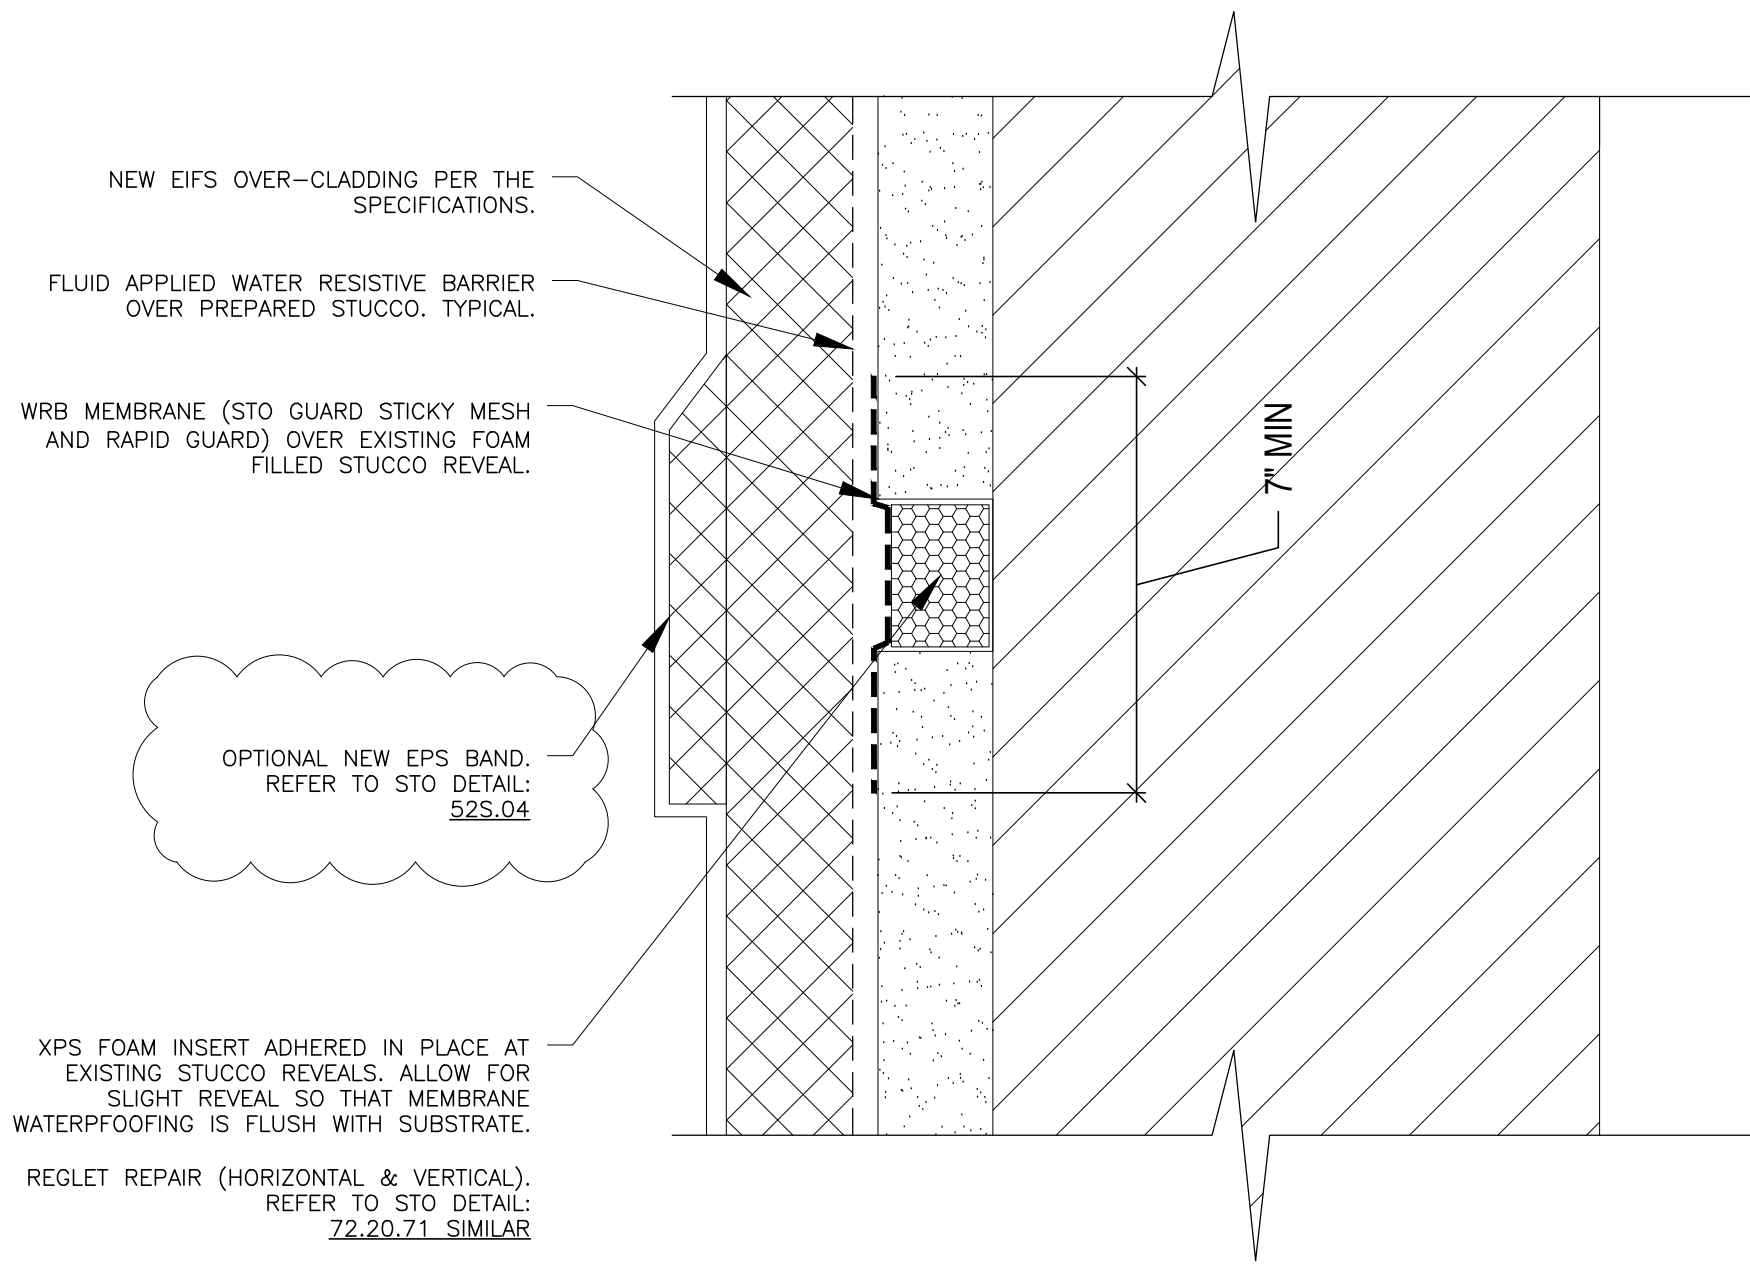 NEW EIFS OVER-CLADDING PER THE
SPECIFICATIONS.
FLUID APPLIED WATER RESISTIVE BARRIER
OVER PREPARED STUCCO. TYPICAL.
WRB MEMBRANE (STO GUARD STICKY MESH
AND RAPID GUARD) OVER EXISTING FOAM
FILLED STUCCO REVEAL.
7" MIN
OPTIONAL NEW EPS BAND.
REFER TO STO DETAIL:
52S.04
XPS FOAM INSERT ADHERED IN PLACE AT
EXISTING STUCCO REVEALS. ALLOW FOR
SLIGHT REVEAL SO THAT MEMBRANE
WATERPFOOFING IS FLUSH WITH SUBSTRATE.
REGLET REPAIR (HORIZONTAL & VERTICAL).
REFER TO STO DETAIL:
72.20.71 SIMILAR